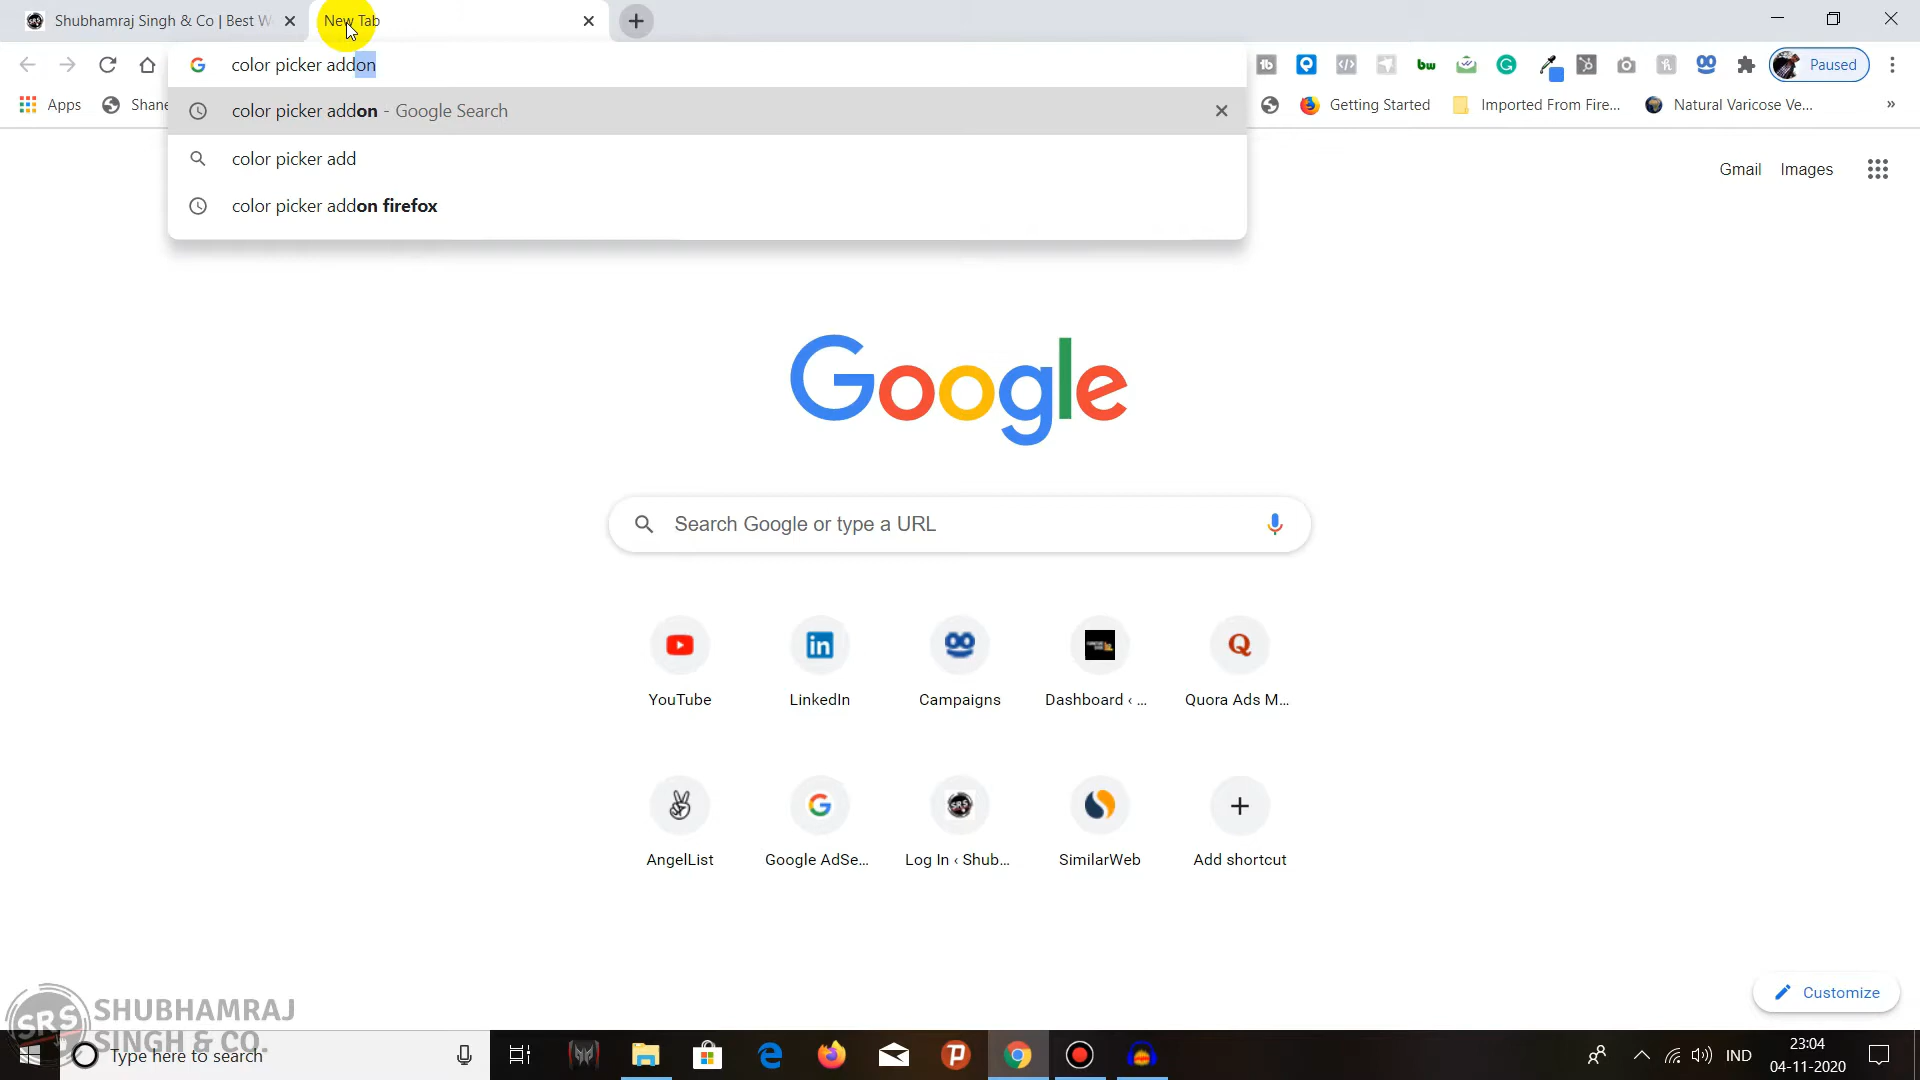 Shubhamraj Singh & Co | Best W
New Tab
color picker addon
Paused
Apps
Shane
Getting Started
Imported From Fire...
Natural Varicose Ve...
»
color picker addon - Google Search
color picker add
color picker addon firefox
Gmail
Images
Google
Search Google or type a URL
YouTube
LinkedIn
Campaigns
Dashboard ‹ ...
Quora Ads M...
AngelList
Google AdSe...
Log In ‹ Shub...
SimilarWeb
Add shortcut
Customize
SRS
SHUBHAMRAJ
SINGH & CO.
Type here to search
IND
23:04
04-11-2020